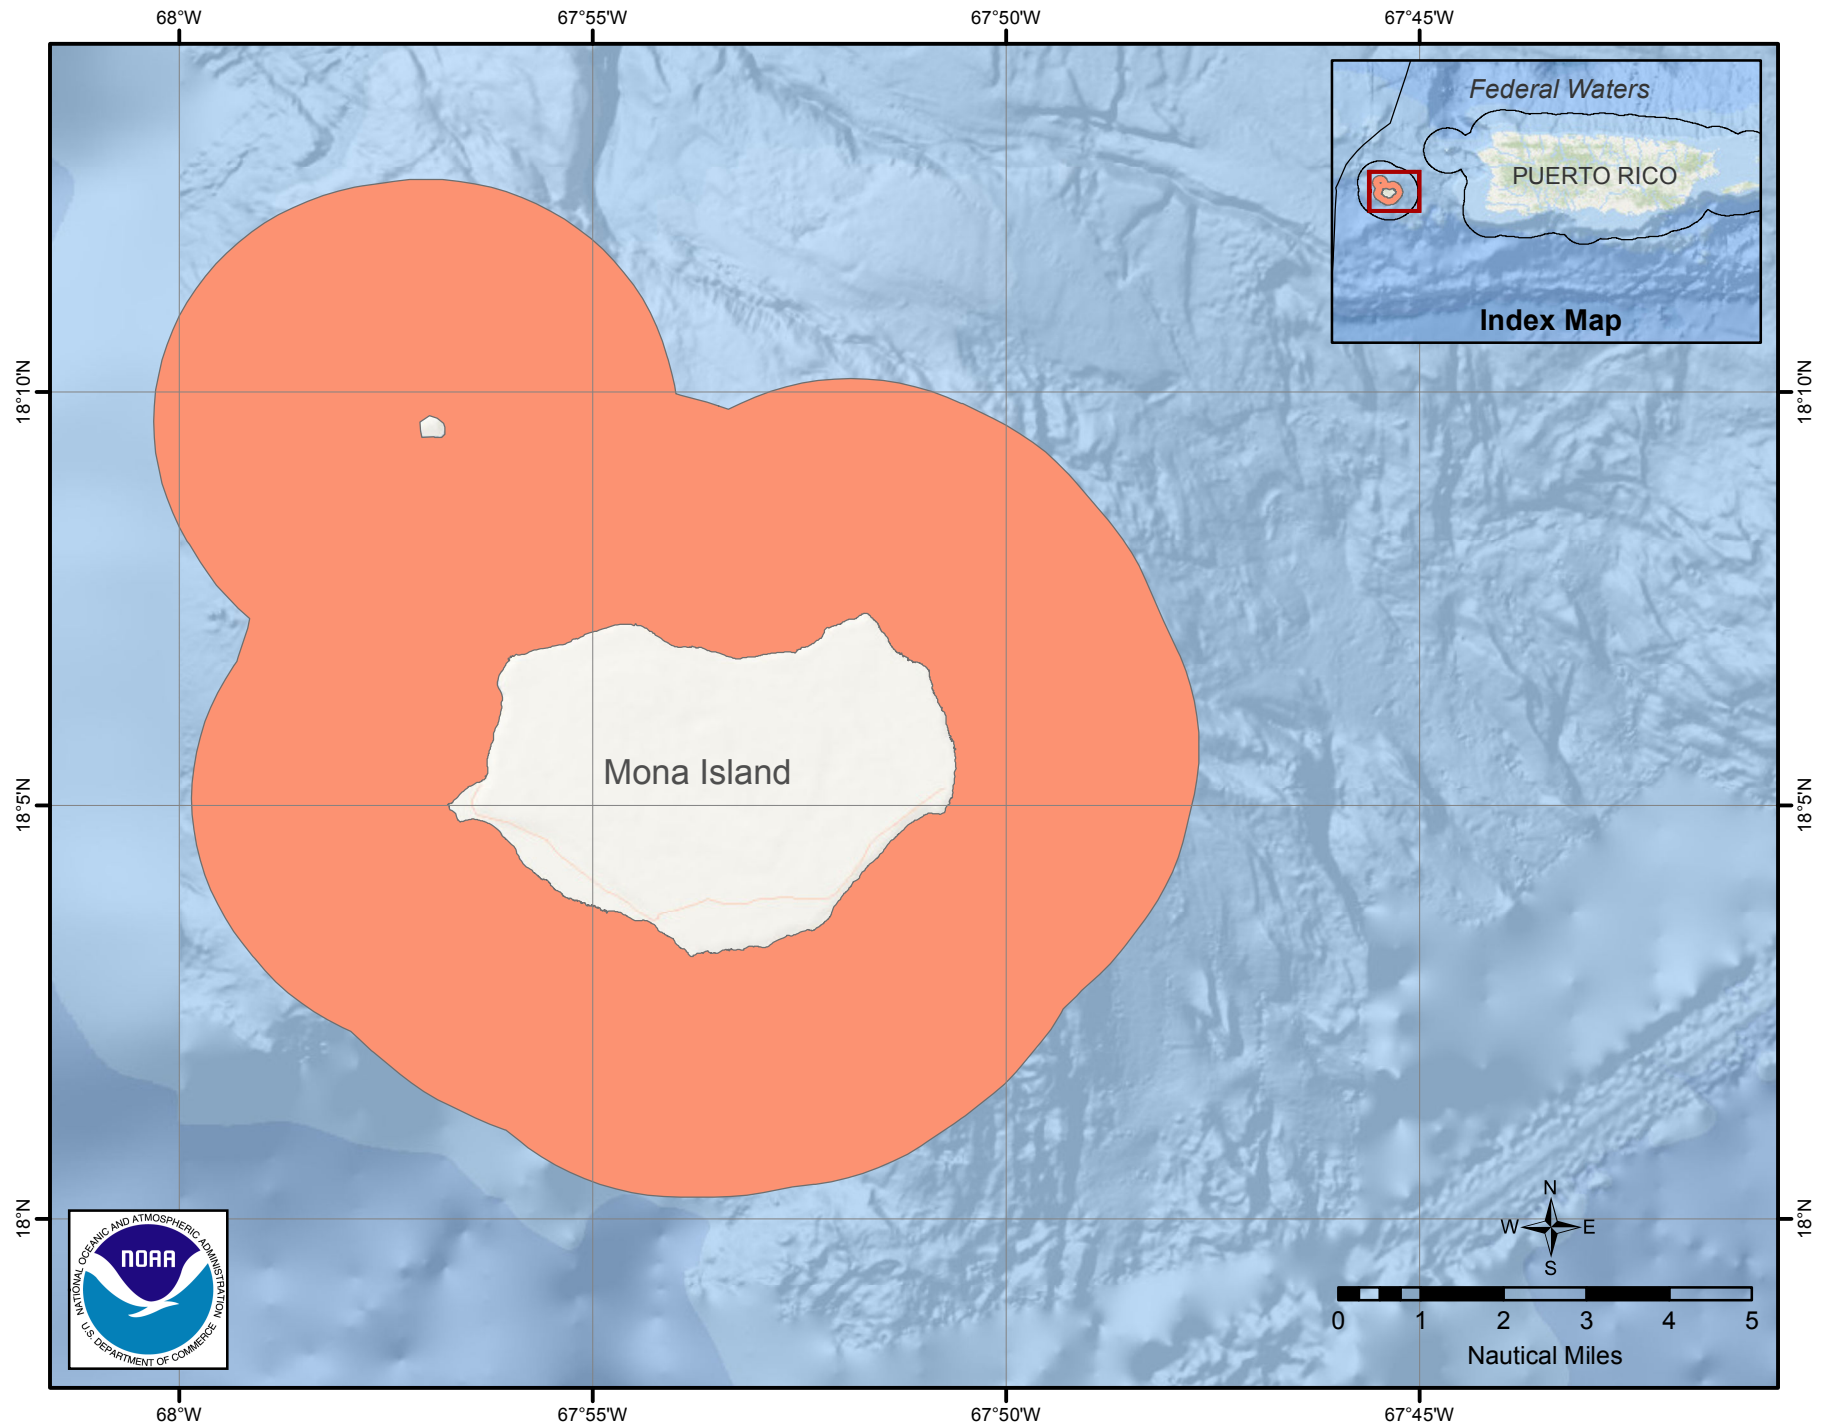 68°W
67°55'W
67°50'W
67°45'W
Federal Waters
PUERTO RICO
Index Map
18°10'N
18°10'N
Mona Island
18°5'N
18°5'N
18°N
18°N
N
W
E
S
NATIONAL OCEANIC AND ATMOSPHERIC ADMINISTRATION
NOAA
U.S. DEPARTMENT OF COMMERCE
0 1 2 3 4 5
Nautical Miles
68°W
67°55'W
67°50'W
67°45'W